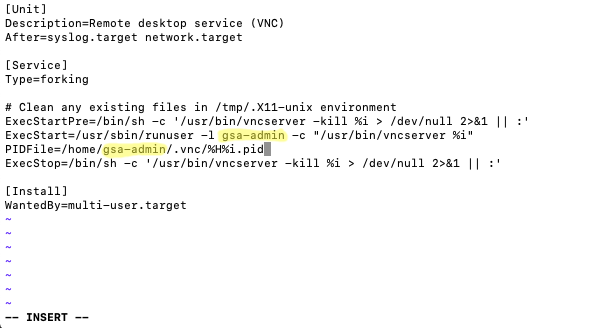 [Unit]
Description=Remote desktop service (VNC)
After=syslog.target network.target
[Service]
Type=forking
# Clean any existing files in /tmp/.X11-unix environment
ExecStartPre=/bin/sh -c '/usr/bin/vncserver -kill %i > /dev/null 2>&1 || :'
ExecStart=/usr/sbin/runuser -l gsa-admin -c "/usr/bin/vncserver %i"
PIDFile=/home/gsa-admin/.vnc/%H%i.pid
ExecStop=/bin/sh -c '/usr/bin/vncserver -kill %i > /dev/null 2>&1 || :'
[Install]
WantedBy=multi-user.target
~
~
~
~
~
~
~
-- INSERT --